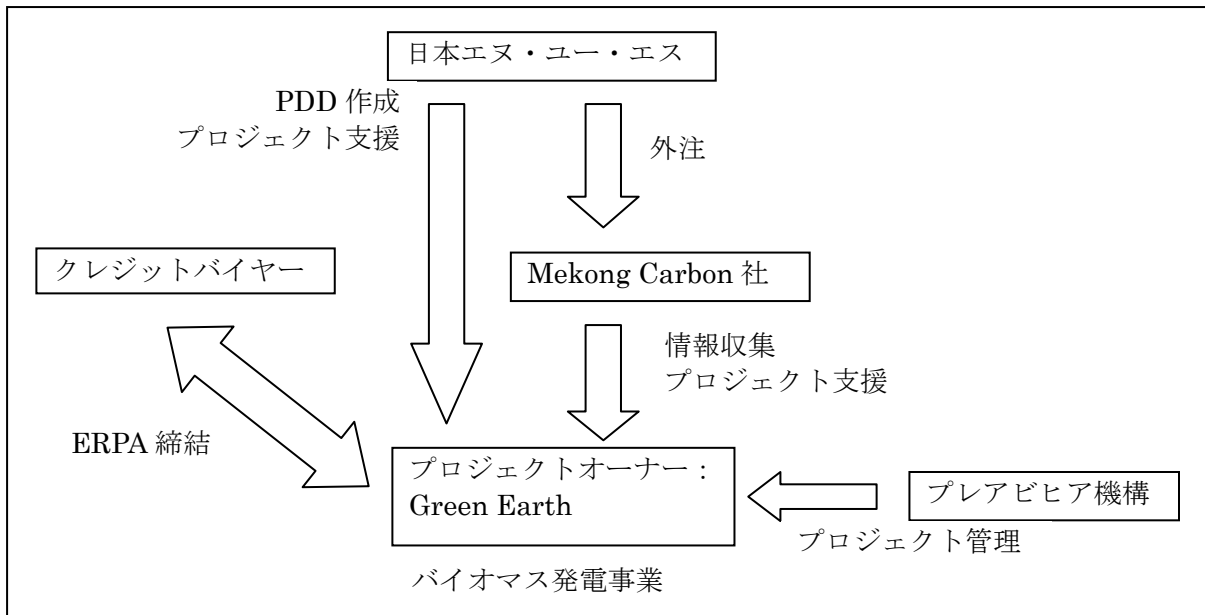 日本エヌ・ユー・エス
PDD 作成
プロジェクト支援
外注
クレジットバイヤー
Mekong Carbon 社
情報収集
プロジェクト支援
ERPA 締結
プロジェクトオーナー：
Green Earth
プレアビヒア機構
プロジェクト管理
バイオマス発電事業